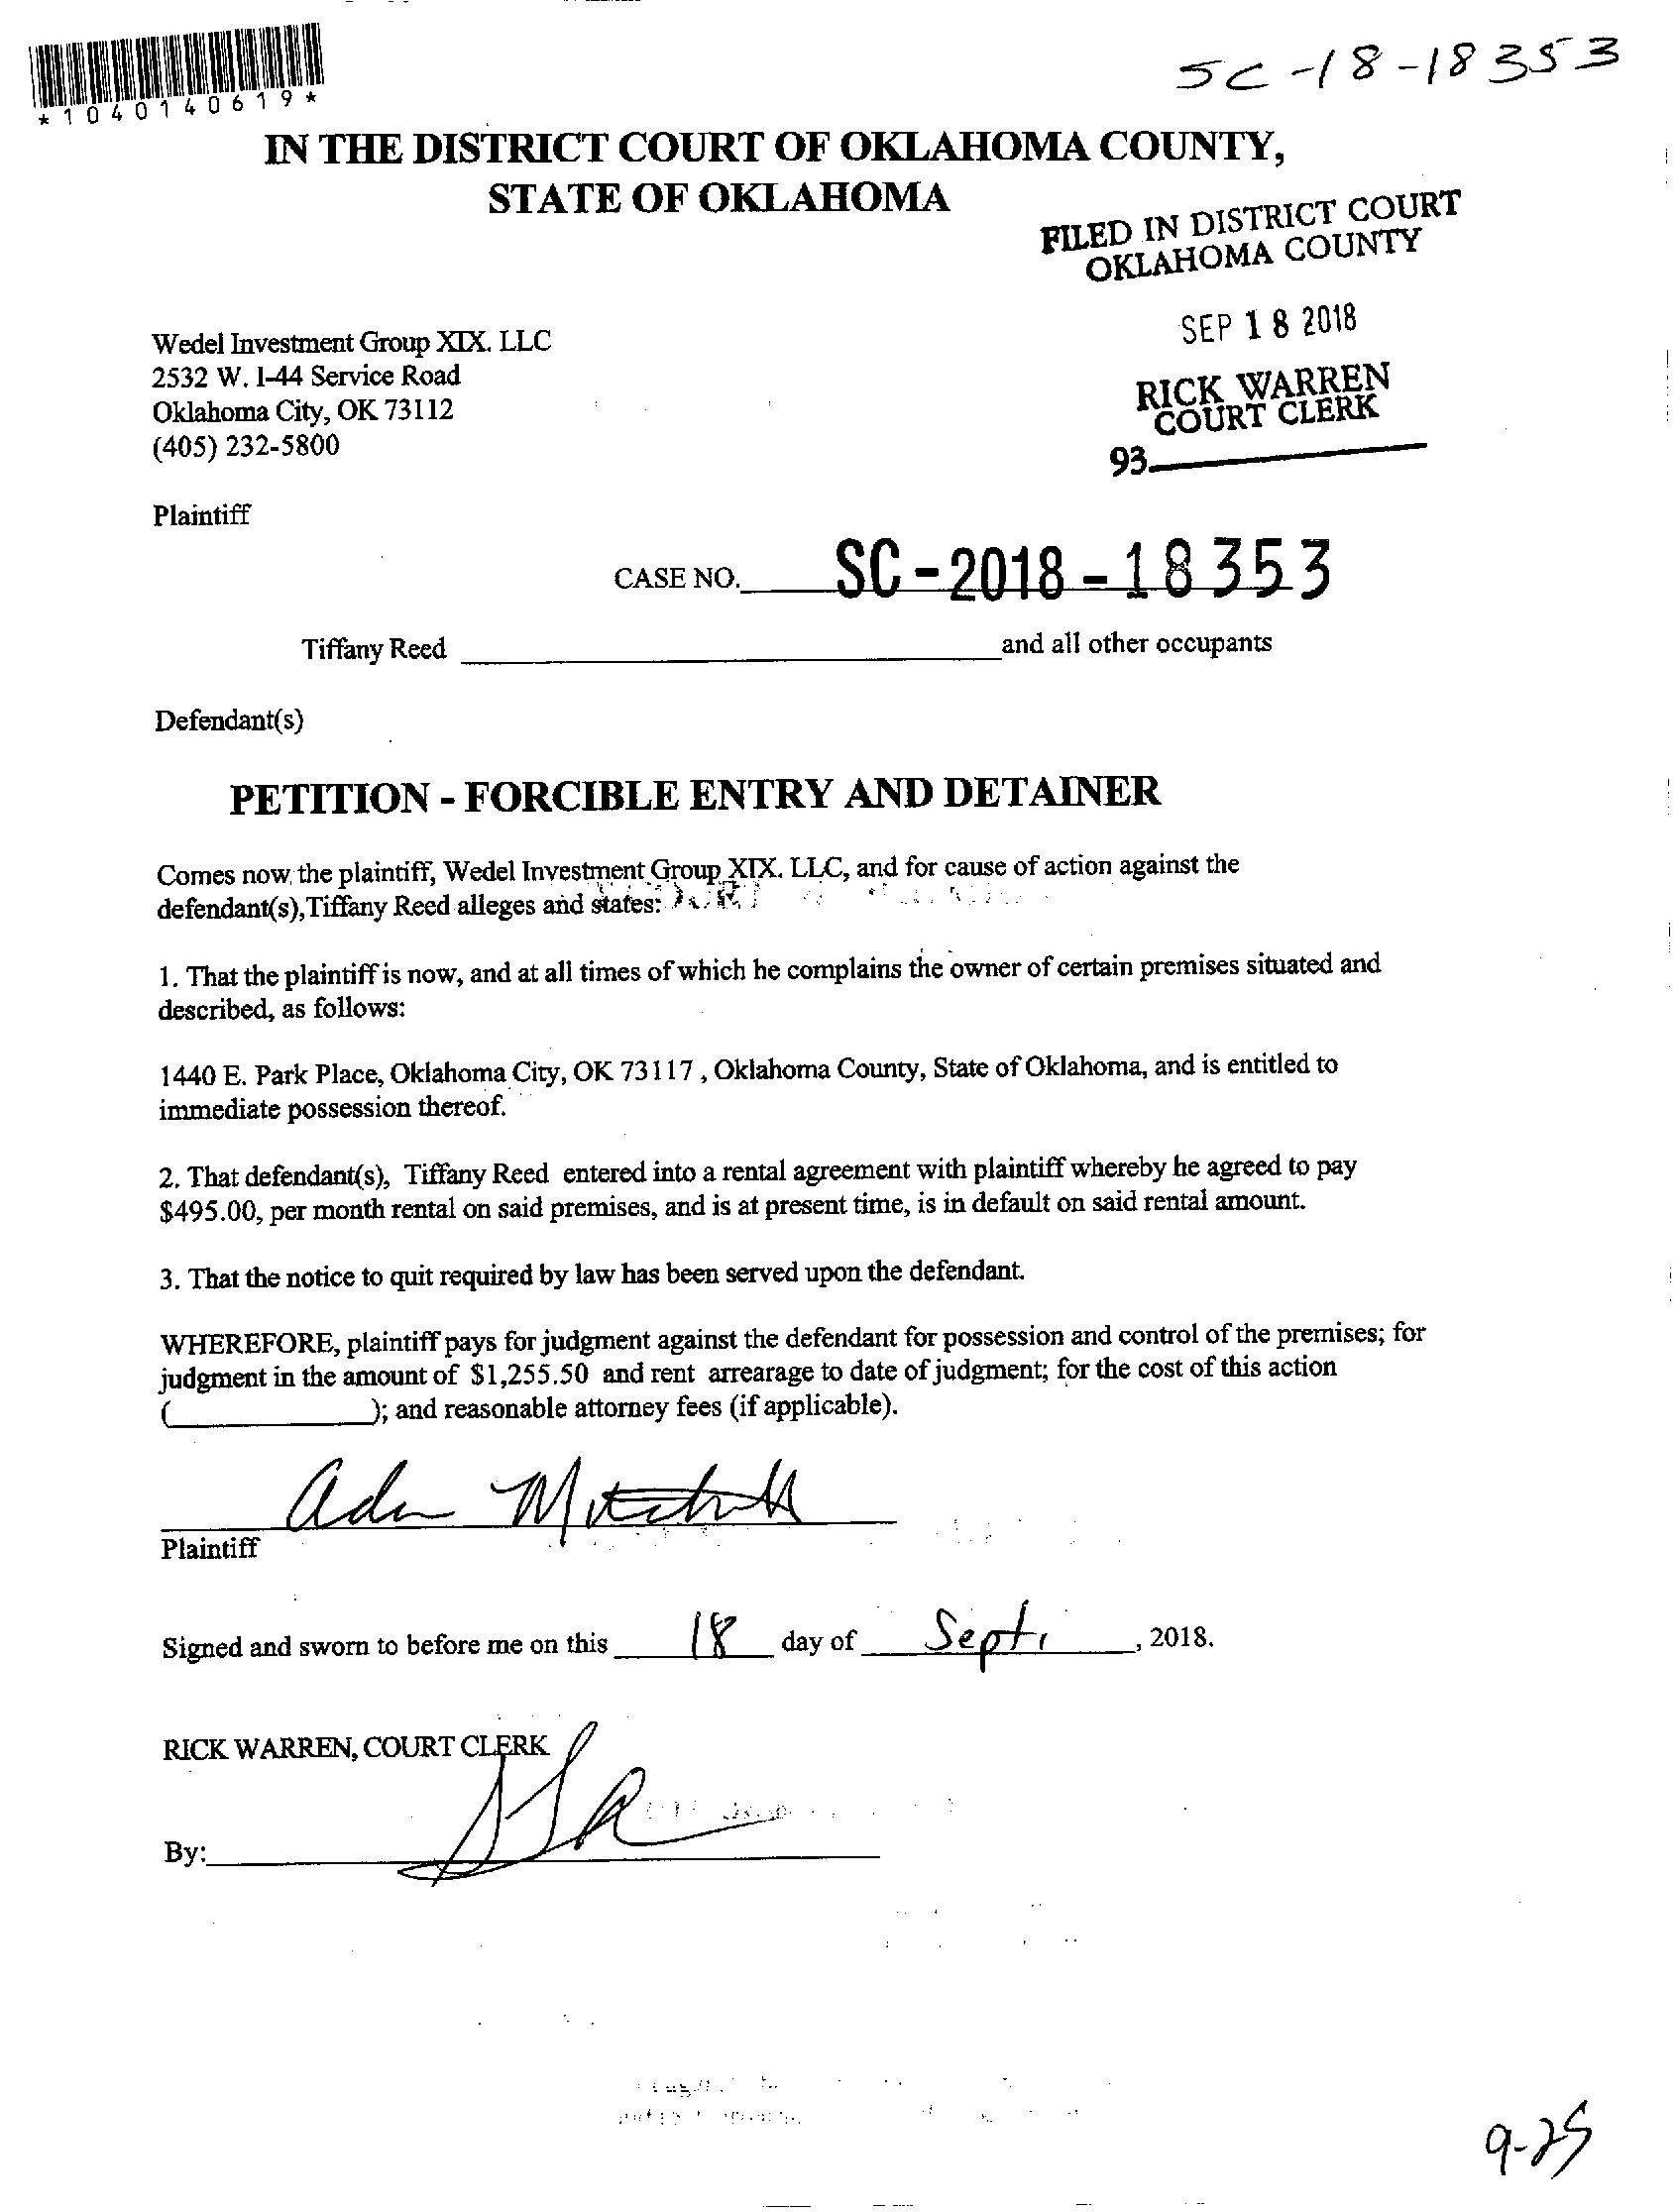 SC-18-18353
*1040140619*
IN THE DISTRICT COURT OF OKLAHOMA COUNTY,
STATE OF OKLAHOMA
FILED IN DISTRICT COURT
OKLAHOMA COUNTY
SEP 18 2018
RICK WARREN
COURT CLERK
93
Wedel Investment Group XIX. LLC
2532 W. I-44 Service Road
Oklahoma City, OK 73112
(405) 232-5800
Plaintiff
CASE NO. SC-2018-18353
Tiffany Reed and all other occupants
Defendant(s)
PETITION - FORCIBLE ENTRY AND DETAINER
Comes now the plaintiff, Wedel Investment Group XIX. LLC, and for cause of action against the
defendant(s),Tiffany Reed alleges and states:
1. That the plaintiff is now, and at all times of which he complains the owner of certain premises situated and
described, as follows:
1440 E. Park Place, Oklahoma City, OK 73117 , Oklahoma County, State of Oklahoma, and is entitled to
immediate possession thereof.
2. That defendant(s), Tiffany Reed entered into a rental agreement with plaintiff whereby he agreed to pay
$495.00, per month rental on said premises, and is at present time, is in default on said rental amount.
3. That the notice to quit required by law has been served upon the defendant.
WHEREFORE, plaintiff pays for judgment against the defendant for possession and control of the premises; for
judgment in the amount of $1,255.50 and rent arrearage to date of judgment; for the cost of this action
( ); and reasonable attorney fees (if applicable).
Mitchell
Plaintiff
Signed and sworn to before me on this 18 day of Sept, 2018.
RICK WARREN, COURT CLERK
By:
9-25